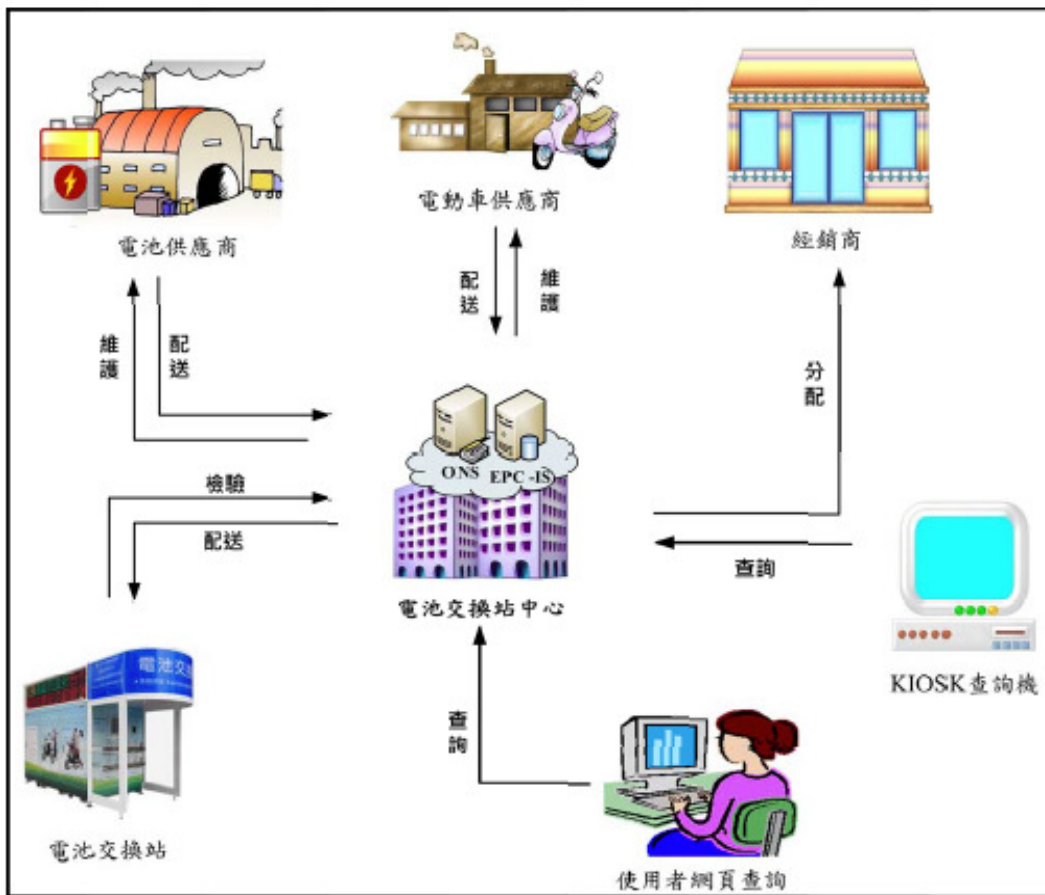 電池供應商
電動車供應商
經銷商
維護
配送
配送
維護
分配
ONS
EPC-IS
檢驗
配送
電池交換站中心
查詢
KIOSK查詢機
電池交
查詢
電池交換站
使用者網頁查詢